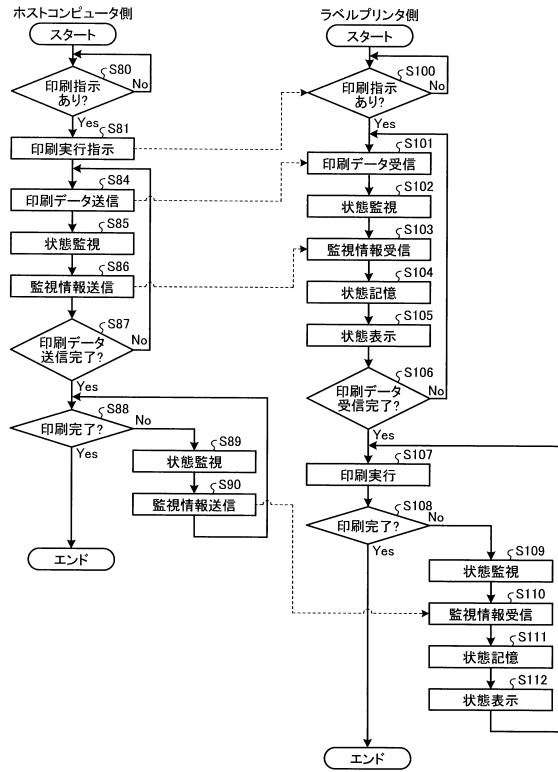 ホストコンピュータ側
スタート
S80
印刷指示
あり?
No
Yes
S81
印刷実行指示
S84
印刷データ送信
S85
状態監視
S86
監視情報送信
S87
印刷データ
送信完了?
No
Yes
S88
印刷完了?
No
Yes
S89
状態監視
S90
監視情報送信
エンド
ラベルプリンタ側
スタート
S100
印刷指示
あり?
No
Yes
S101
印刷データ受信
S102
状態監視
S103
監視情報受信
S104
状態記憶
S105
状態表示
S106
印刷データ
受信完了?
No
Yes
S107
印刷実行
S108
印刷完了?
No
Yes
S109
状態監視
S110
監視情報受信
S111
状態記憶
S112
状態表示
エンド